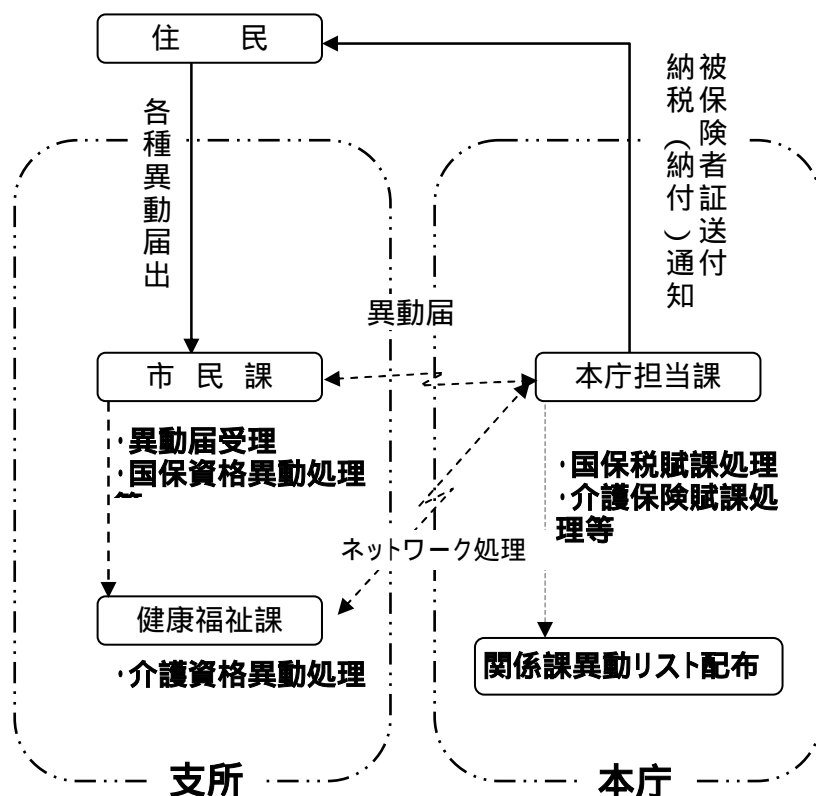 住　　民
各種異動届出
被保険者証送付
納税（納付）通知
異動届
市 民 課
本庁担当課
・異動届受理
・国保資格異動処理
・国保税賦課処理
・介護保険賦課処
理等
ネットワーク処理
健康福祉課
・介護資格異動処理
関係課異動リスト配布
支所
本庁